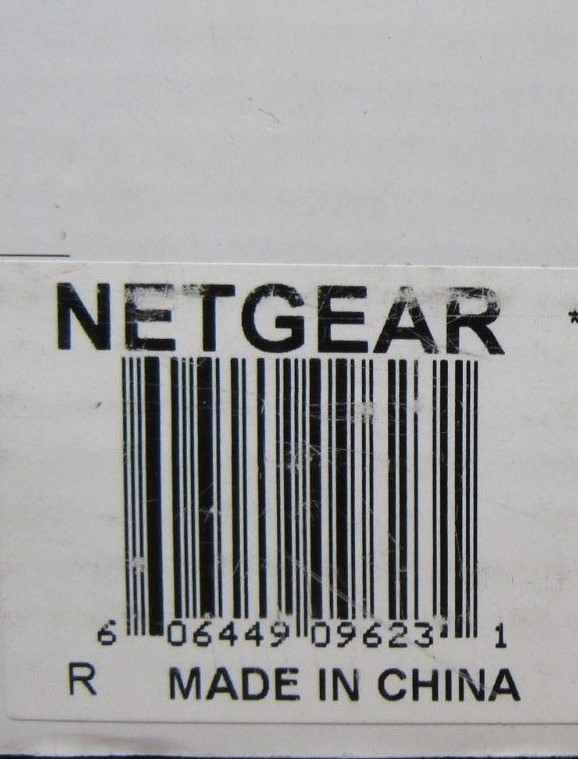 NETGEAR *
6 06449 09623 1
R MADE IN CHINA